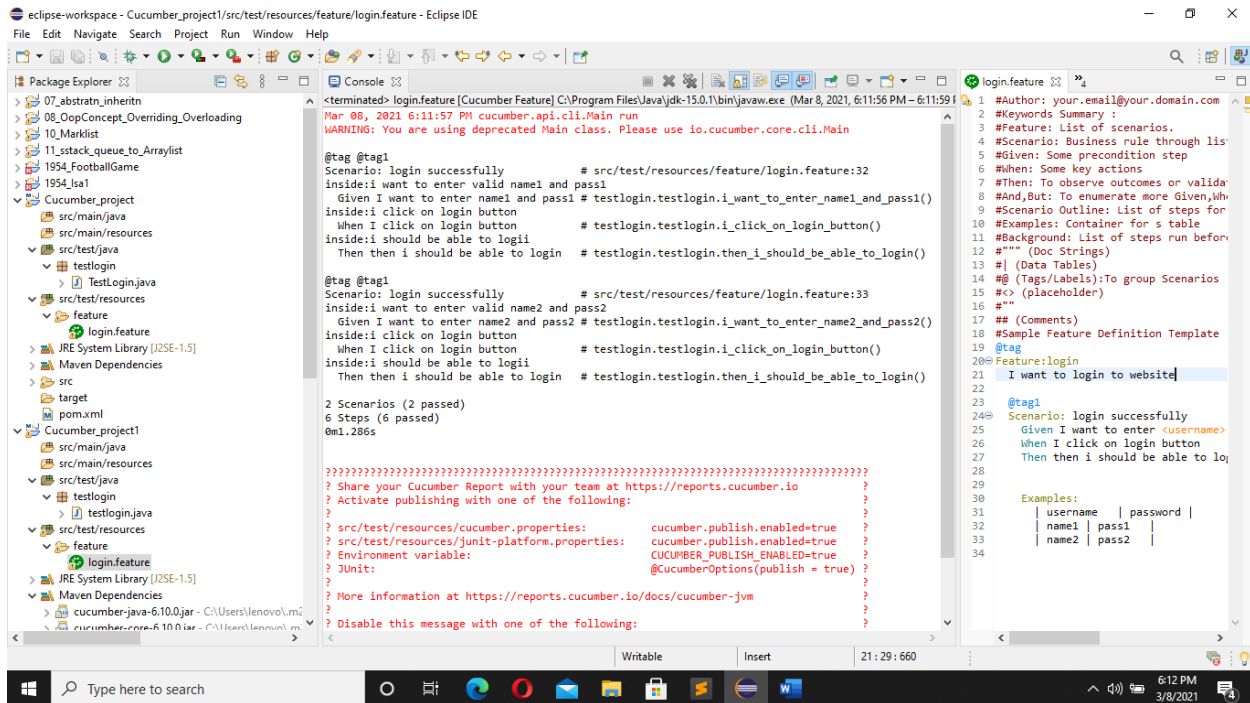 eclipse-workspace - Cucumber_project1/src/test/resources/feature/login.feature - Eclipse IDE
File Edit Navigate Search Project Run Window Help
Package Explorer
07_abstratn_inheritn
08_OopConcept_Overriding_Overloading
10_Marklist
11_sstack_queue_to_Arraylist
1954_FootballGame
1954_Isa1
Cucumber_project
src/main/java
src/main/resources
src/test/java
testlogin
TestLogin.java
src/test/resources
feature
login.feature
JRE System Library [J2SE-1.5]
Maven Dependencies
src
target
pom.xml
Cucumber_project1
src/main/java
src/main/resources
src/test/java
testlogin
testlogin.java
src/test/resources
feature
login.feature
JRE System Library [J2SE-1.5]
Maven Dependencies
cucumber-java-6.10.0.jar - C:\Users\lenovo\.m2
cucumber-core-6.10.0.jar - C:\Users\lenovo\.m2
Console
<terminated> login.feature [Cucumber Feature] C:\Program Files\Java\jdk-15.0.1\bin\javaw.exe (Mar 8, 2021, 6:11:56 PM – 6:11:59
Mar 08, 2021 6:11:57 PM cucumber.api.cli.Main run
WARNING: You are using deprecated Main class. Please use io.cucumber.core.cli.Main
@tag @tag1
Scenario: login successfully # src/test/resources/feature/login.feature:32
inside:i want to enter valid name1 and pass1
Given I want to enter name1 and pass1 # testlogin.testlogin.i_want_to_enter_name1_and_pass1()
inside:i click on login button
When I click on login button # testlogin.testlogin.i_click_on_login_button()
inside:i should be able to logii
Then then i should be able to login # testlogin.testlogin.then_i_should_be_able_to_login()
@tag @tag1
Scenario: login successfully # src/test/resources/feature/login.feature:33
inside:i want to enter valid name2 and pass2
Given I want to enter name2 and pass2 # testlogin.testlogin.i_want_to_enter_name2_and_pass2()
inside:i click on login button
When I click on login button # testlogin.testlogin.i_click_on_login_button()
inside:i should be able to logii
Then then i should be able to login # testlogin.testlogin.then_i_should_be_able_to_login()
2 Scenarios (2 passed)
6 Steps (6 passed)
0m1.286s
?????????????????????????????????????????????????????????????????????????????????????
? Share your Cucumber Report with your team at https://reports.cucumber.io ?
? Activate publishing with one of the following: ?
? ?
? src/test/resources/cucumber.properties: cucumber.publish.enabled=true ?
? src/test/resources/junit-platform.properties: cucumber.publish.enabled=true ?
? Environment variable: CUCUMBER_PUBLISH_ENABLED=true ?
? JUnit: @CucumberOptions(publish = true) ?
? ?
? More information at https://reports.cucumber.io/docs/cucumber-jvm ?
? ?
? Disable this message with one of the following: ?
login.feature
4
1 #Author: your.email@your.domain.com
2 #Keywords Summary :
3 #Feature: List of scenarios.
4 #Scenario: Business rule through lis
5 #Given: Some precondition step
6 #When: Some key actions
7 #Then: To observe outcomes or valida
8 #And,But: To enumerate more Given,Wh
9 #Scenario Outline: List of steps for
10 #Examples: Container for s table
11 #Background: List of steps run befor
12 #""" (Doc Strings)
13 #| (Data Tables)
14 #@ (Tags/Labels):To group Scenarios
15 #<> (placeholder)
16 #""
17 ## (Comments)
18 #Sample Feature Definition Template
19 @tag
20 Feature:login
21 I want to login to website
22
23 @tag1
24 Scenario: login successfully
25 Given I want to enter <username>
26 When I click on login button
27 Then then i should be able to log
28
29
30 Examples:
31 | username | password |
32 | name1 | pass1 |
33 | name2 | pass2 |
34
Writable Insert 21 : 29 : 660
Type here to search
6:12 PM
3/8/2021
4